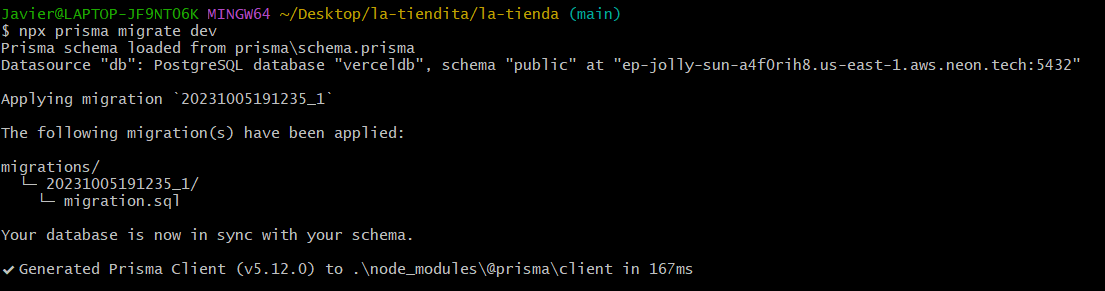 Javier@LAPTOP-JF9NT06K MINGW64 ~/Desktop/la-tiendita/la-tienda (main)
$ npx prisma migrate dev
Prisma schema loaded from prisma\schema.prisma
Datasource "db": PostgreSQL database "verceldb", schema "public" at "ep-jolly-sun-a4f0rih8.us-east-1.aws.neon.tech:5432"
Applying migration `20231005191235_1`
The following migration(s) have been applied:
migrations/
└─ 20231005191235_1/
└─ migration.sql
Your database is now in sync with your schema.
✔ Generated Prisma Client (v5.12.0) to .\node_modules\@prisma\client in 167ms